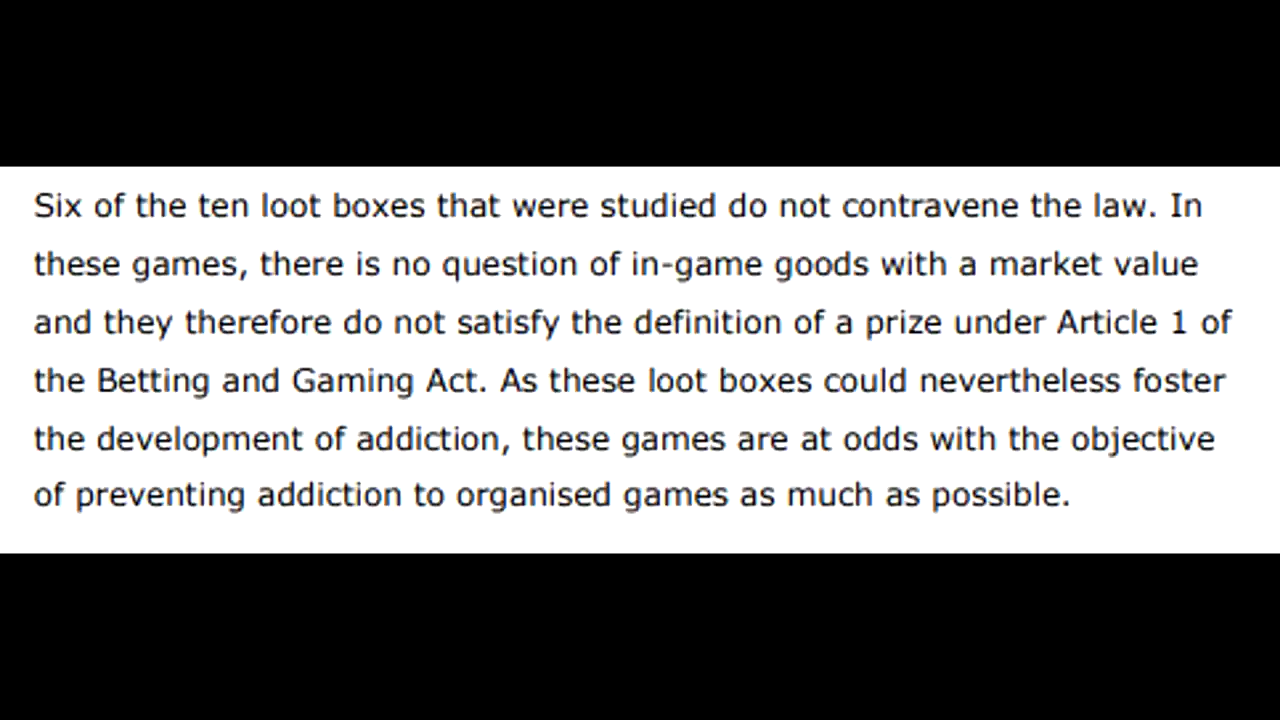 Six of the ten loot boxes that were studied do not contravene the law. In
these games, there is no question of in-game goods with a market value
and they therefore do not satisfy the definition of a prize under Article 1 of
the Betting and Gaming Act. As these loot boxes could nevertheless foster
the development of addiction, these games are at odds with the objective
of preventing addiction to organised games as much as possible.